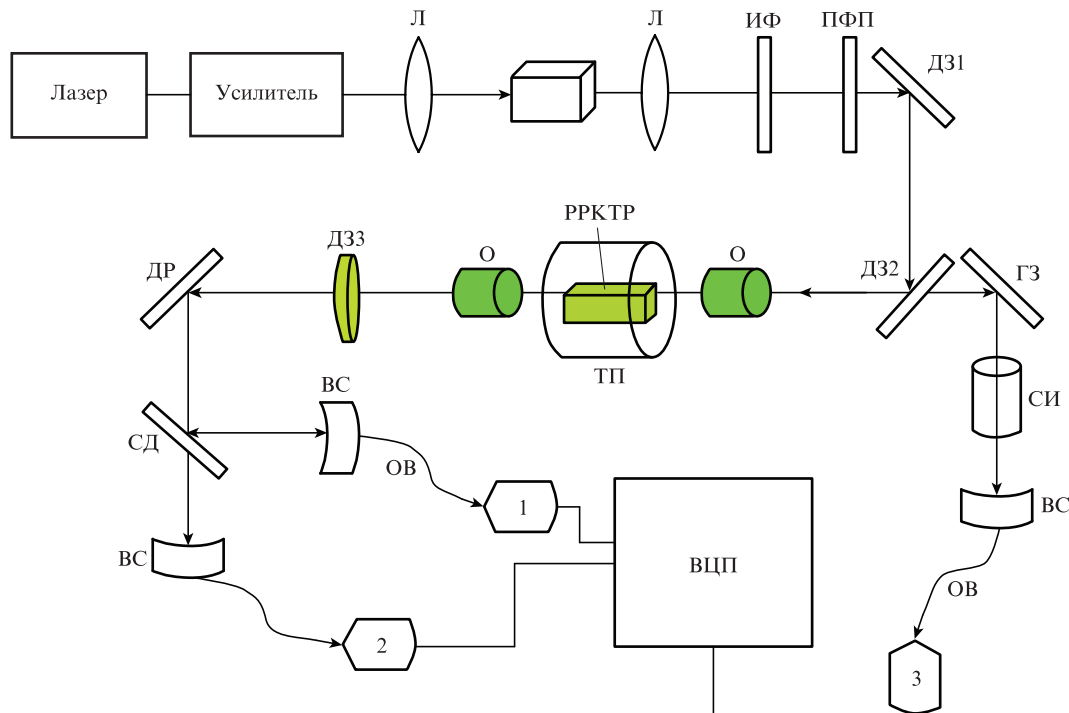 Л
Л
ИФ
ПФП
ДЗ1
Лазер
Усилитель
РРКТР
ДР
ДЗ3
О
О
ДЗ2
ГЗ
ТП
СИ
ВС
СД
ОВ
1
ВС
ВС
ВЦП
ОВ
2
3